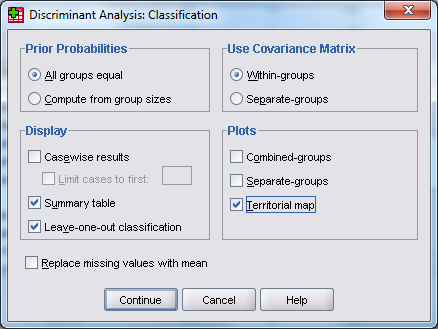 Discriminant Analysis: Classification
Prior Probabilities
All groups equal
Compute from group sizes
Use Covariance Matrix
Within-groups
Separate-groups
Display
Casewise results
Limit cases to first:
Summary table
Leave-one-out classification
Plots
Combined-groups
Separate-groups
Territorial map
Replace missing values with mean
Continue
Cancel
Help